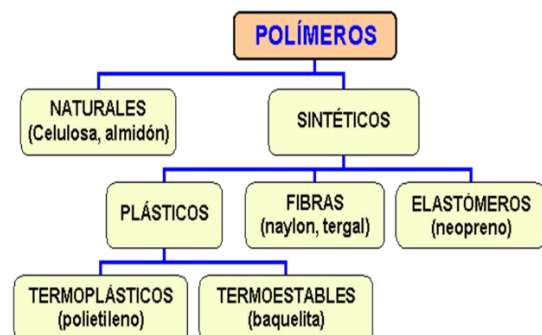 POLÍMEROS
NATURALES
(Celulosa, almidón)
SINTÉTICOS
PLÁSTICOS
FIBRAS
(naylon, tergal)
ELASTÓMEROS
(neopreno)
TERMOPLÁSTICOS
(polietileno)
TERMOESTABLES
(baquelita)